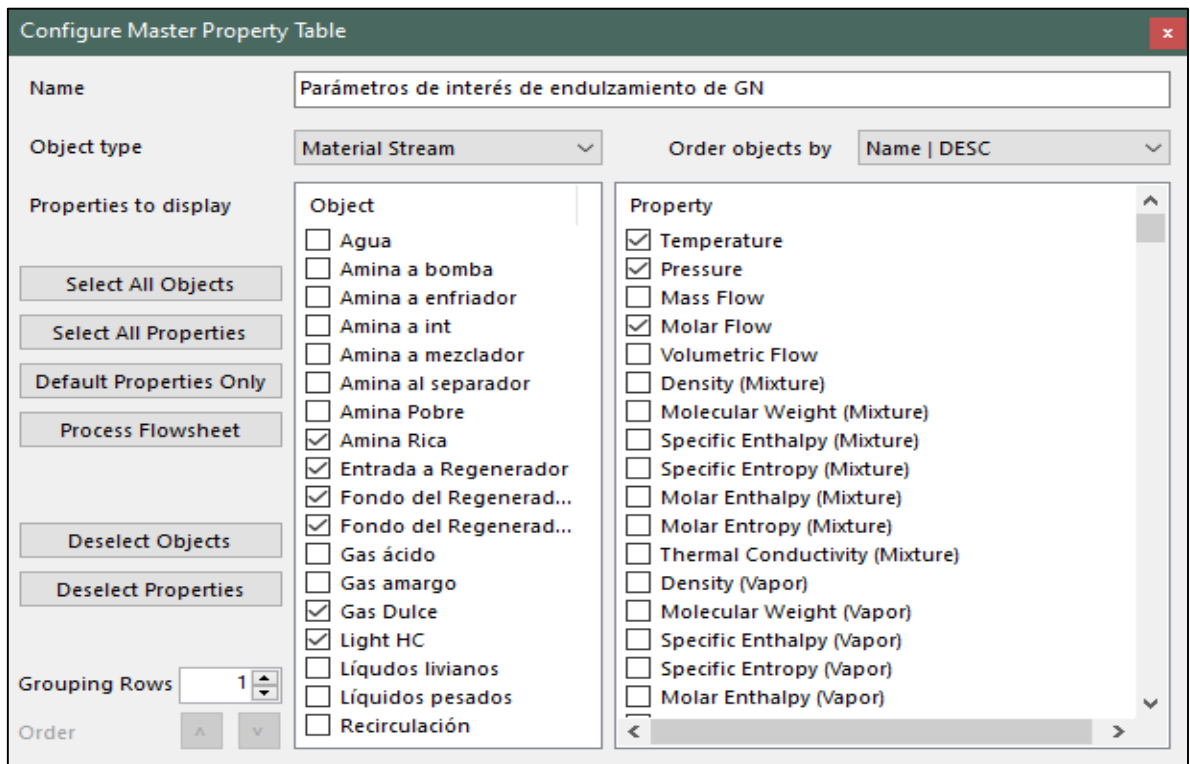 Configure Master Property Table
x
Name
Parámetros de interés de endulzamiento de GN
Object type
Material Stream
Order objects by
Name | DESC
Properties to display
Select All Objects
Select All Properties
Default Properties Only
Process Flowsheet
Deselect Objects
Deselect Properties
Grouping Rows
1
Order
Object
Agua
Amina a bomba
Amina a enfriador
Amina a int
Amina a mezclador
Amina al separador
Amina Pobre
Amina Rica
Entrada a Regenerador
Fondo del Regenerad...
Fondo del Regenerad...
Gas ácido
Gas amargo
Gas Dulce
Light HC
Líqudos livianos
Líquidos pesados
Recirculación
Property
Temperature
Pressure
Mass Flow
Molar Flow
Volumetric Flow
Density (Mixture)
Molecular Weight (Mixture)
Specific Enthalpy (Mixture)
Specific Entropy (Mixture)
Molar Enthalpy (Mixture)
Molar Entropy (Mixture)
Thermal Conductivity (Mixture)
Density (Vapor)
Molecular Weight (Vapor)
Specific Enthalpy (Vapor)
Specific Entropy (Vapor)
Molar Enthalpy (Vapor)